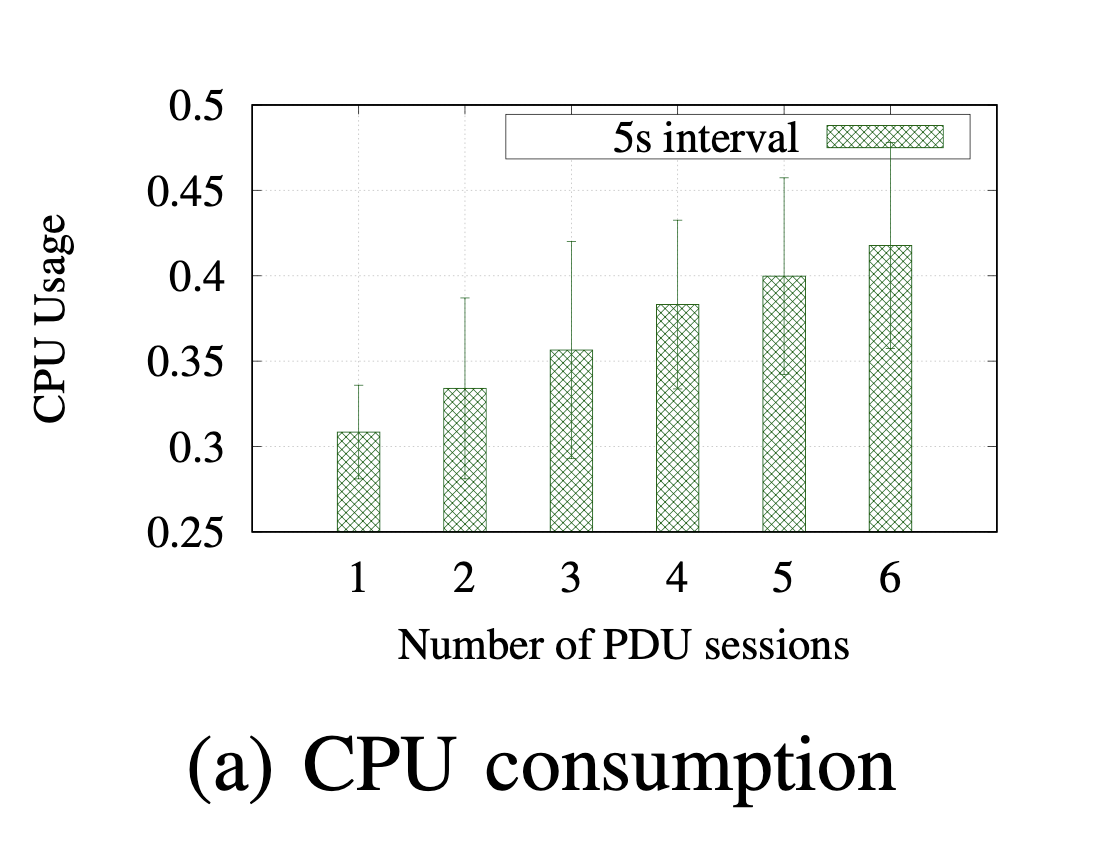 0.5
5s interval
0.45
0.4
0.35
0.3
0.25
CPU Usage
1 2 3 4 5 6
Number of PDU sessions
(a) CPU consumption